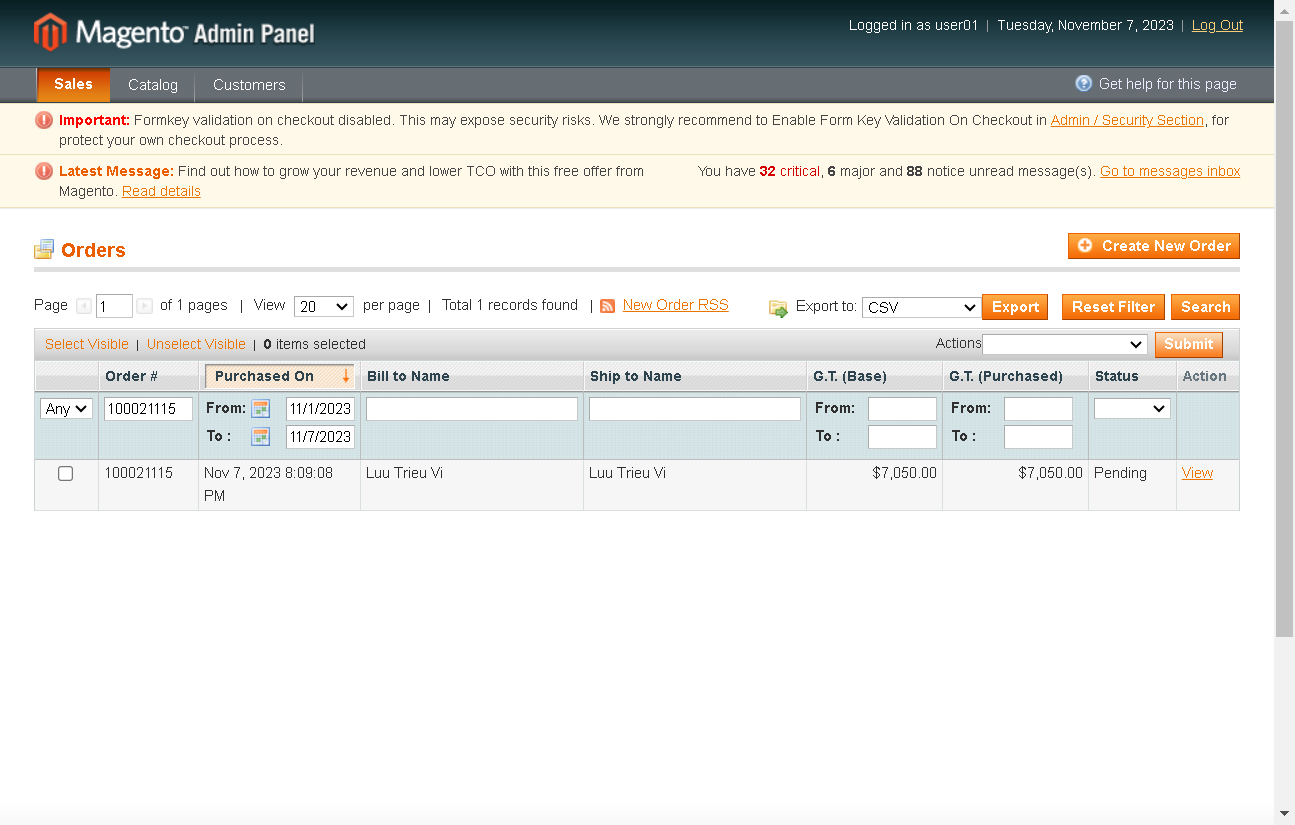 Magento Admin Panel
Logged in as user01 | Tuesday, November 7, 2023 | Log Out
Sales Catalog Customers Get help for this page
Important: Formkey validation on checkout disabled. This may expose security risks. We strongly recommend to Enable Form Key Validation On Checkout in Admin / Security Section, for
protect your own checkout process.
Latest Message: Find out how to grow your revenue and lower TCO with this free offer from
Magento. Read details
You have 32 critical, 6 major and 88 notice unread message(s). Go to messages inbox
Orders
Create New Order
Page 1 of 1 pages | View 20 per page | Total 1 records found | New Order RSS Export to: CSV Export Reset Filter Search
Select Visible | Unselect Visible | 0 items selected Actions Submit
Order # Purchased On Bill to Name Ship to Name G.T. (Base) G.T. (Purchased) Status Action
Any 100021115 From: 11/1/2023 From: From:
To : 11/7/2023 To : To :
100021115 Nov 7, 2023 8:09:08 Luu Trieu Vi Luu Trieu Vi $7,050.00 $7,050.00 Pending View
PM